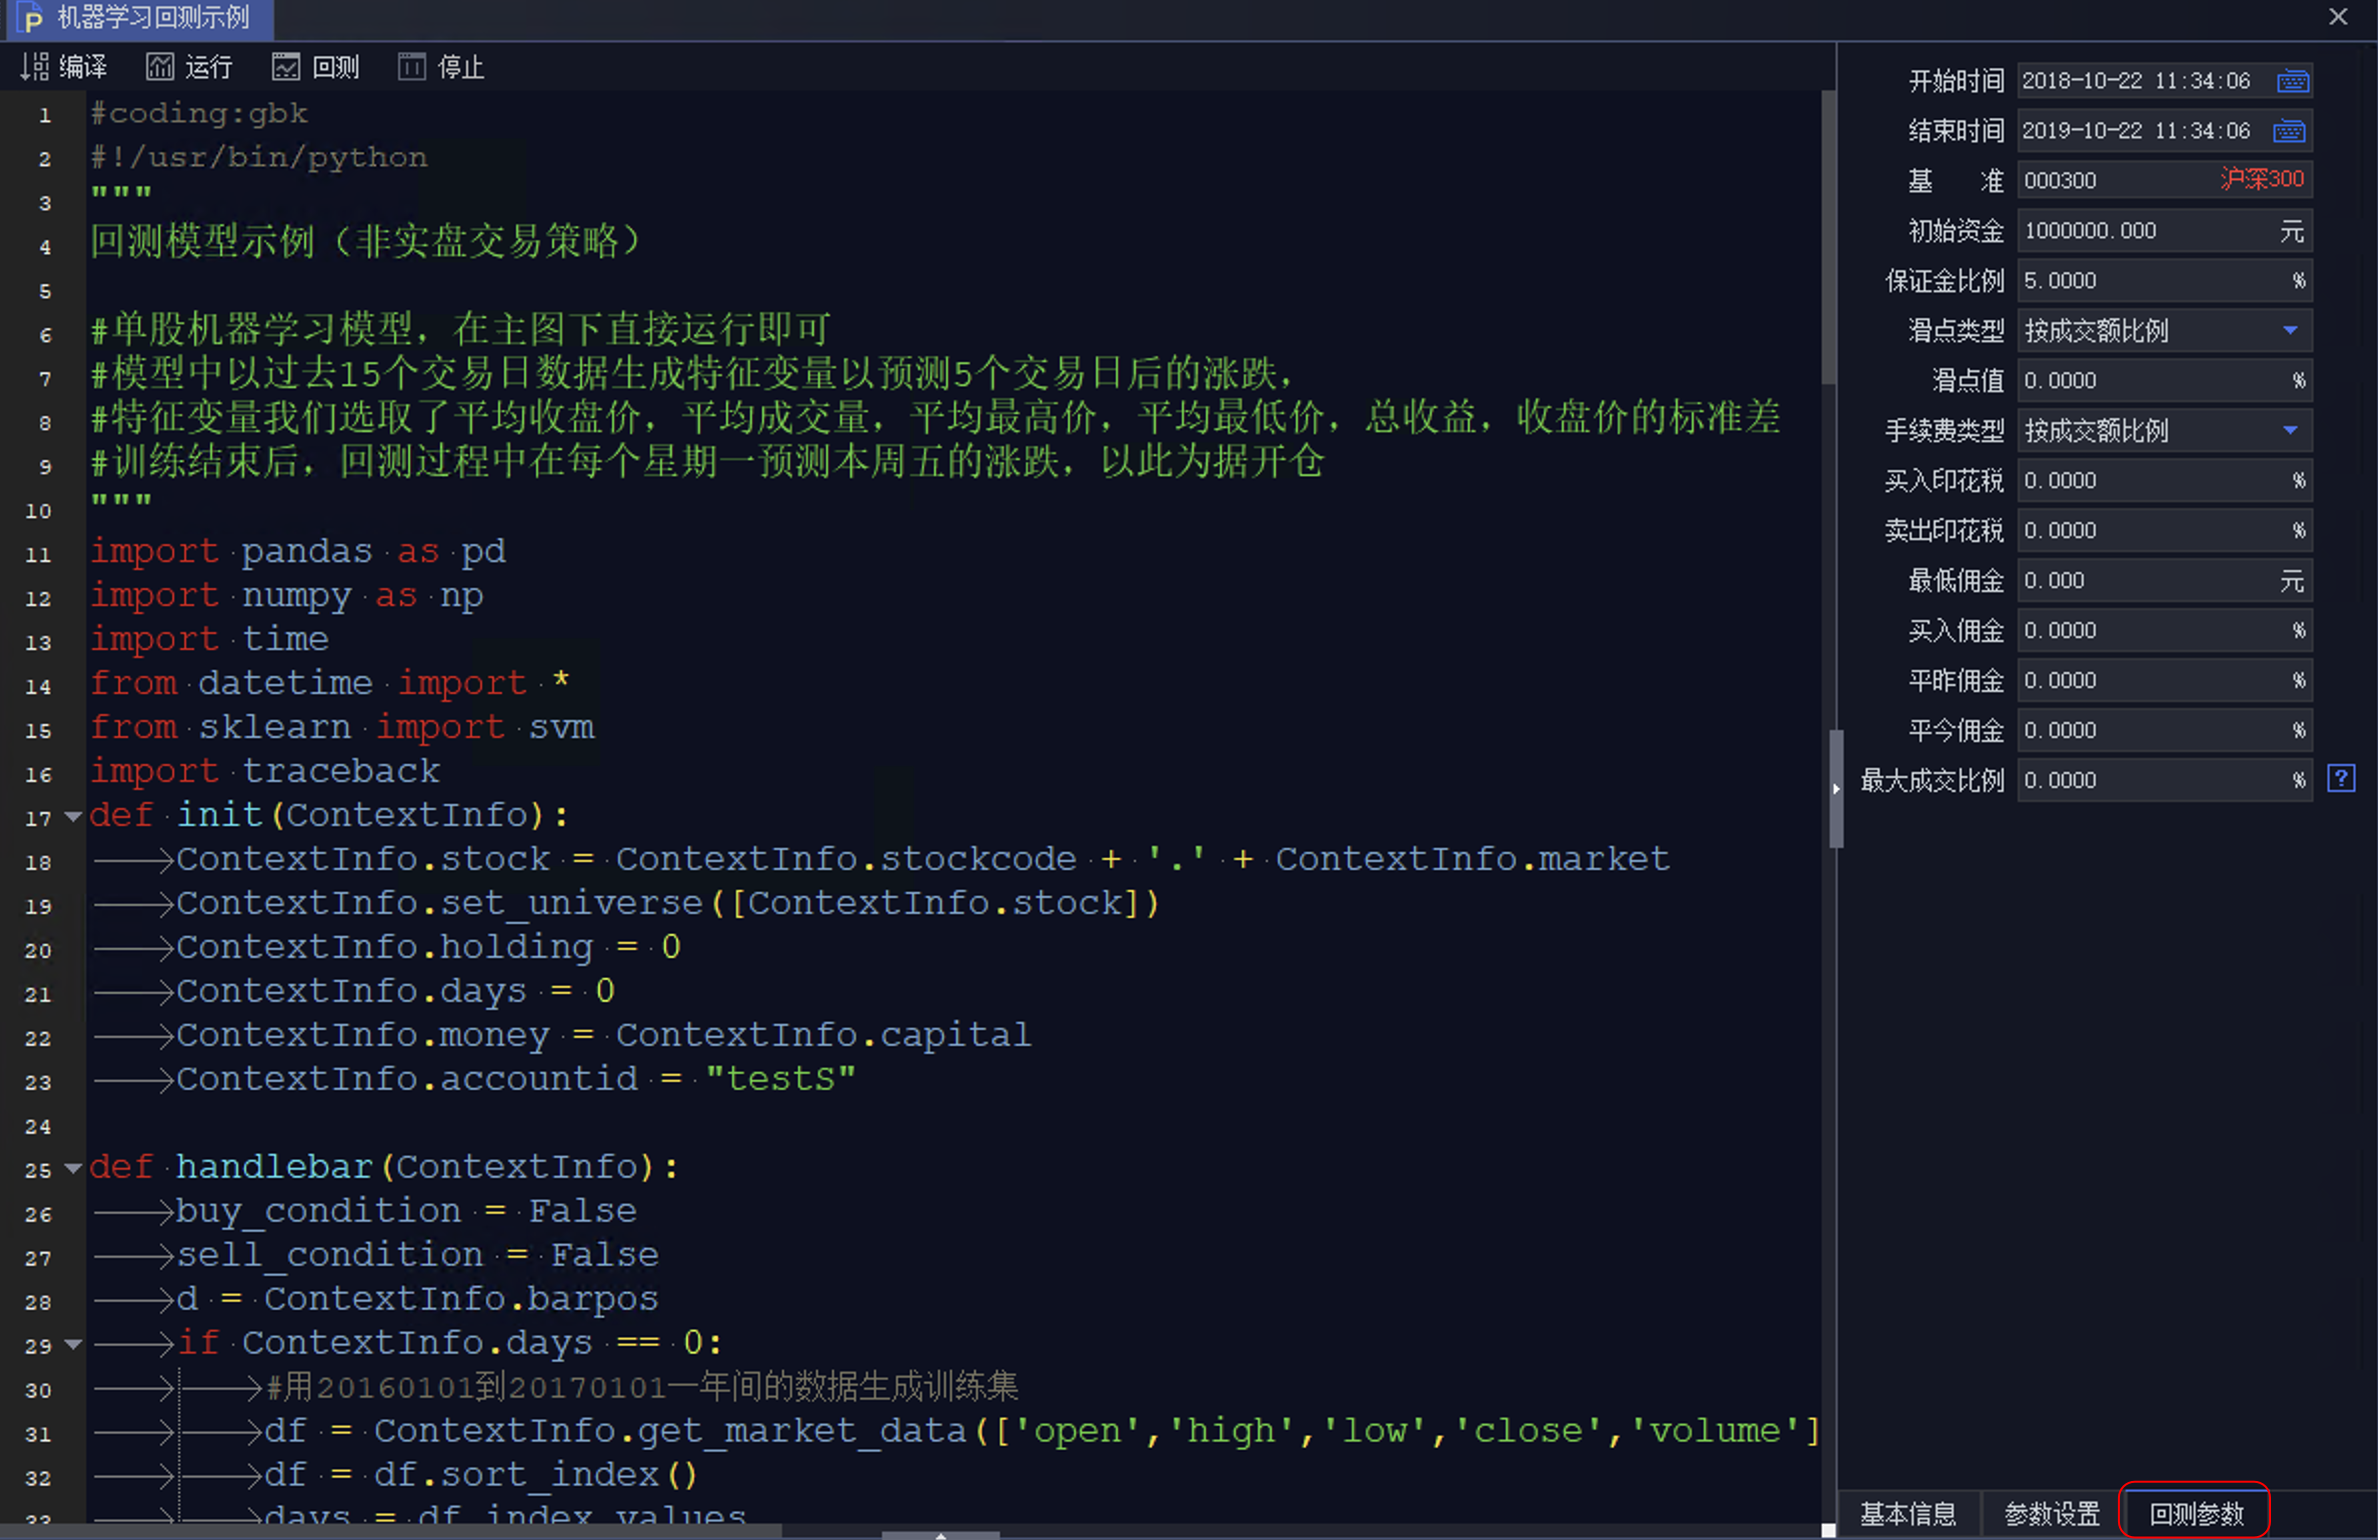 机器学习回测示例
编译 运行 回测 停止
1 #coding:gbk
2 #!/usr/bin/python
3 """
4 回测模型示例（非实盘交易策略）
5
6 #单股机器学习模型，在主图下直接运行即可
7 #模型中以过去15个交易日数据生成特征变量以预测5个交易日后的涨跌，
8 #特征变量我们选取了平均收盘价，平均成交量，平均最高价，平均最低价，总收益，收盘价的标准差
9 #训练结束后，回测过程中在每个星期一预测本周五的涨跌，以此为据开仓
10 """
11 import pandas as pd
12 import numpy as np
13 import time
14 from datetime import *
15 from sklearn import svm
16 import traceback
17 def init(ContextInfo):
18 ContextInfo.stock = ContextInfo.stockcode + '.' + ContextInfo.market
19 ContextInfo.set_universe([ContextInfo.stock])
20 ContextInfo.holding = 0
21 ContextInfo.days = 0
22 ContextInfo.money = ContextInfo.capital
23 ContextInfo.accountid = "testS"
24
25 def handlebar(ContextInfo):
26 buy_condition = False
27 sell_condition = False
28 d = ContextInfo.barpos
29 if ContextInfo.days == 0:
30 #用20160101到20170101一年间的数据生成训练集
31 df = ContextInfo.get_market_data(['open','high','low','close','volume']
32 df = df.sort_index()
33 days = df.index.values
开始时间 2018-10-22 11:34:06
结束时间 2019-10-22 11:34:06
基 准 000300 沪深300
初始资金 1000000.000 元
保证金比例 5.0000 %
滑点类型 按成交额比例
滑点值 0.0000 %
手续费类型 按成交额比例
买入印花税 0.0000 %
卖出印花税 0.0000 %
最低佣金 0.000 元
买入佣金 0.0000 %
平昨佣金 0.0000 %
平今佣金 0.0000 %
最大成交比例 0.0000 % ?
基本信息 参数设置 回测参数